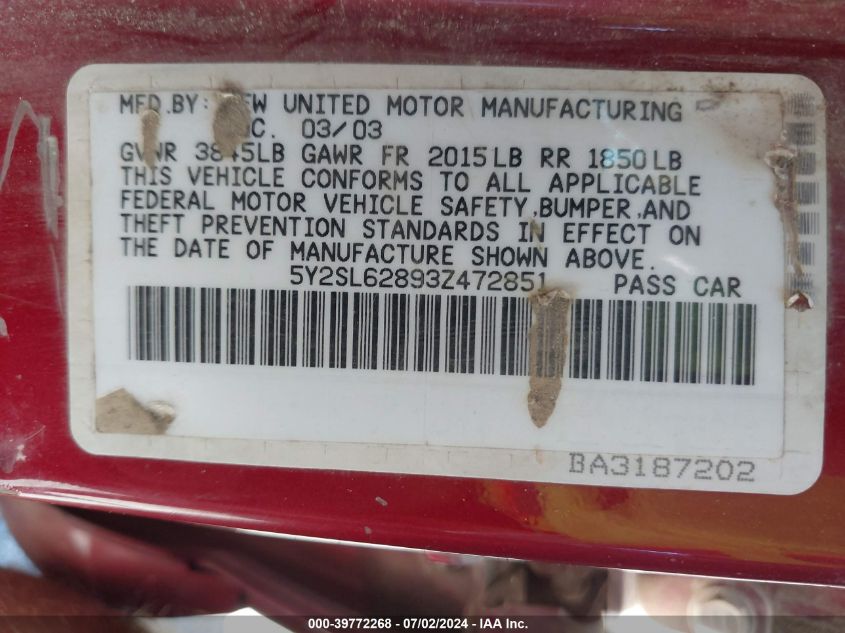 MFD.BY: UNITED MOTOR MANUFACTURING
03/03
GVWR 3845LB GAWR FR 2015LB RR 1850LB
THIS VEHICLE CONFORMS TO ALL APPLICABLE
FEDERAL MOTOR VEHICLE SAFETY,BUMPER,AND
THEFT PREVENTION STANDARDS IN EFFECT ON
THE DATE OF MANUFACTURE SHOWN ABOVE.
5Y2SL62893Z472851 PASS CAR
BA3187202
000-39772268 - 07/02/2024 - IAA Inc.